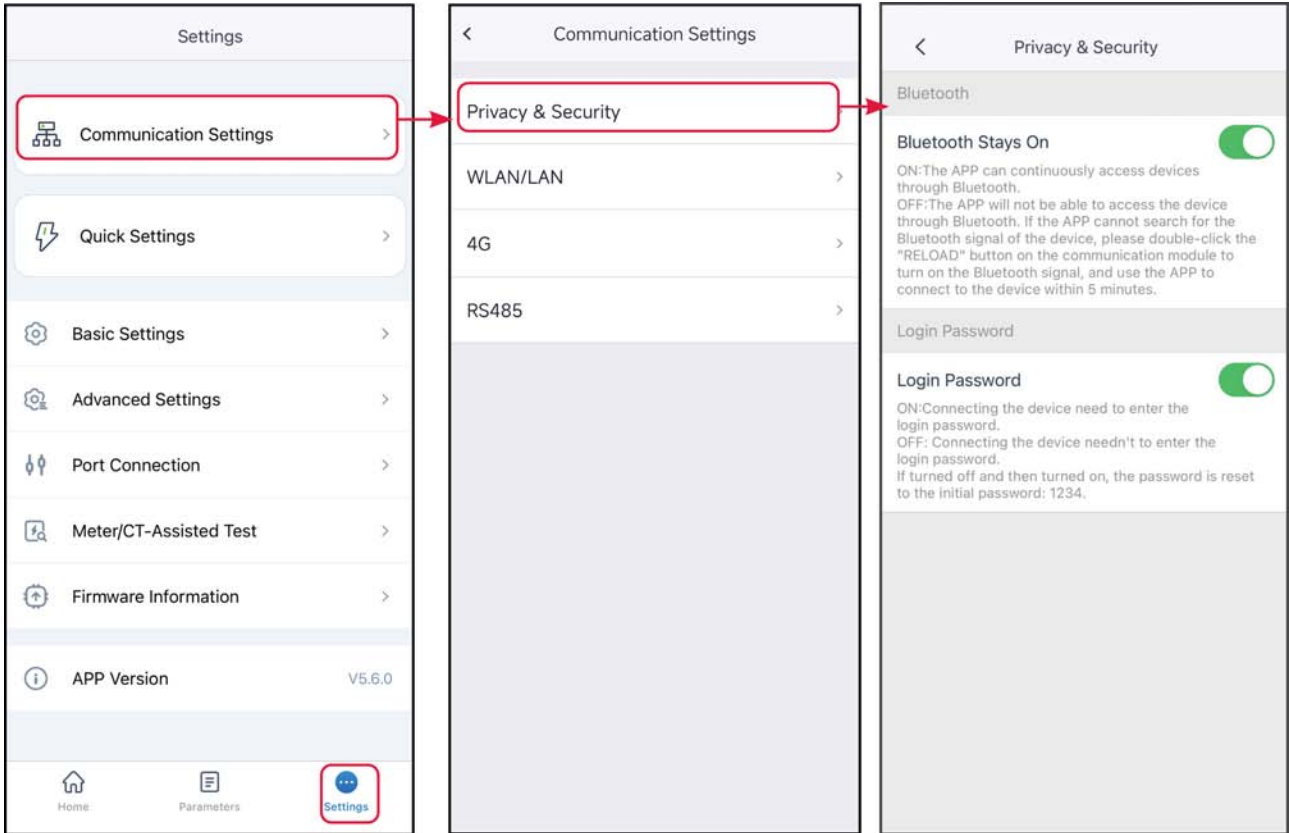 Settings
Communication Settings
Quick Settings
Basic Settings
Advanced Settings
Port Connection
Meter/CT-Assisted Test
Firmware Information
APP Version V5.6.0
Home Parameters Settings
Communication Settings
Privacy & Security
WLAN/LAN
4G
RS485
Privacy & Security
Bluetooth
Bluetooth Stays On
ON:The APP can continuously access devices
through Bluetooth.
OFF:The APP will not be able to access the device
through Bluetooth. If the APP cannot search for the
Bluetooth signal of the device, please double-click the
"RELOAD" button on the communication module to
turn on the Bluetooth signal, and use the APP to
connect to the device within 5 minutes.
Login Password
Login Password
ON:Connecting the device need to enter the
login password.
OFF: Connecting the device needn't to enter the
login password.
If turned off and then turned on, the password is reset
to the initial password: 1234.